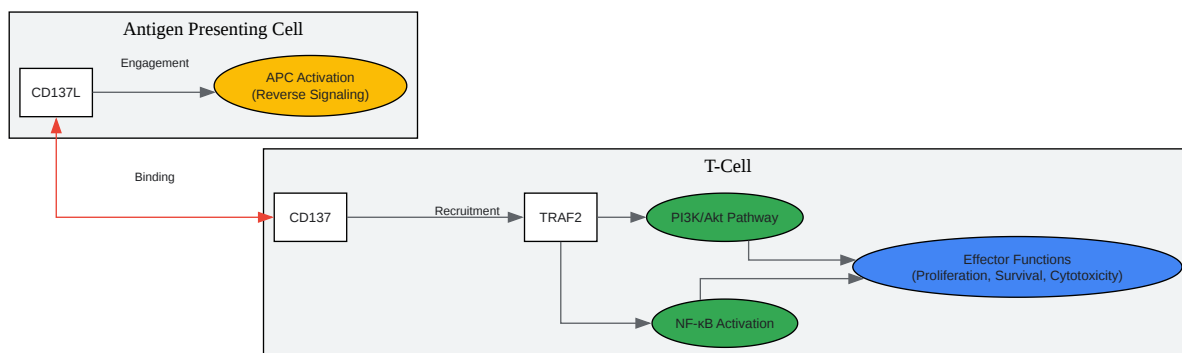 Antigen Presenting Cell
Engagement
CD137L
APC Activation
(Reverse Signaling)
Binding
T-Cell
CD137
Recruitment
TRAF2
PI3K/Akt Pathway
Effector Functions
(Proliferation, Survival, Cytotoxicity)
NF-κB Activation